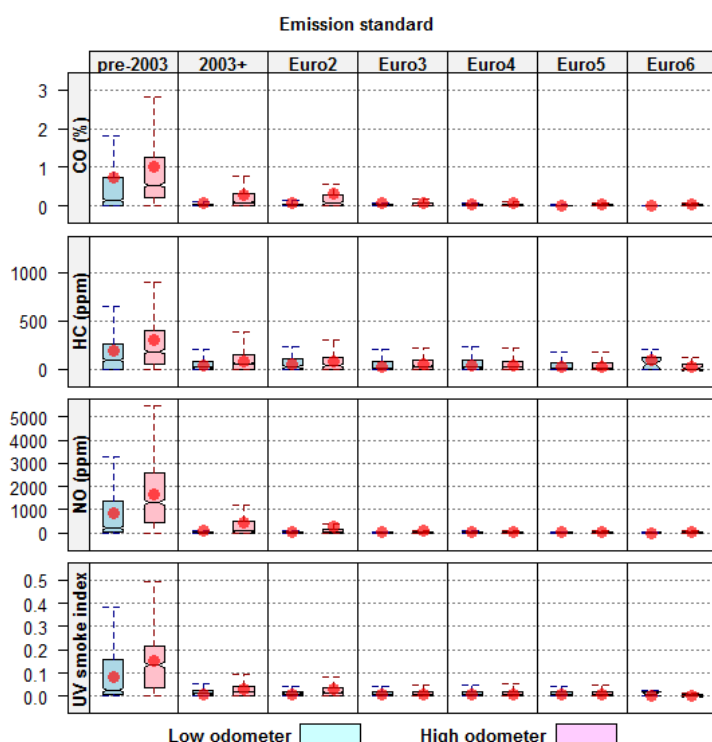 Emission standard
pre-2003 2003+ Euro2 Euro3 Euro4 Euro5 Euro6
CO (%)
3
2
1
0
HC (ppm)
1000
500
0
NO (ppm)
5000
4000
3000
2000
1000
0
UV smoke index
0.5
0.4
0.3
0.2
0.1
0.0
Low odometer High odometer